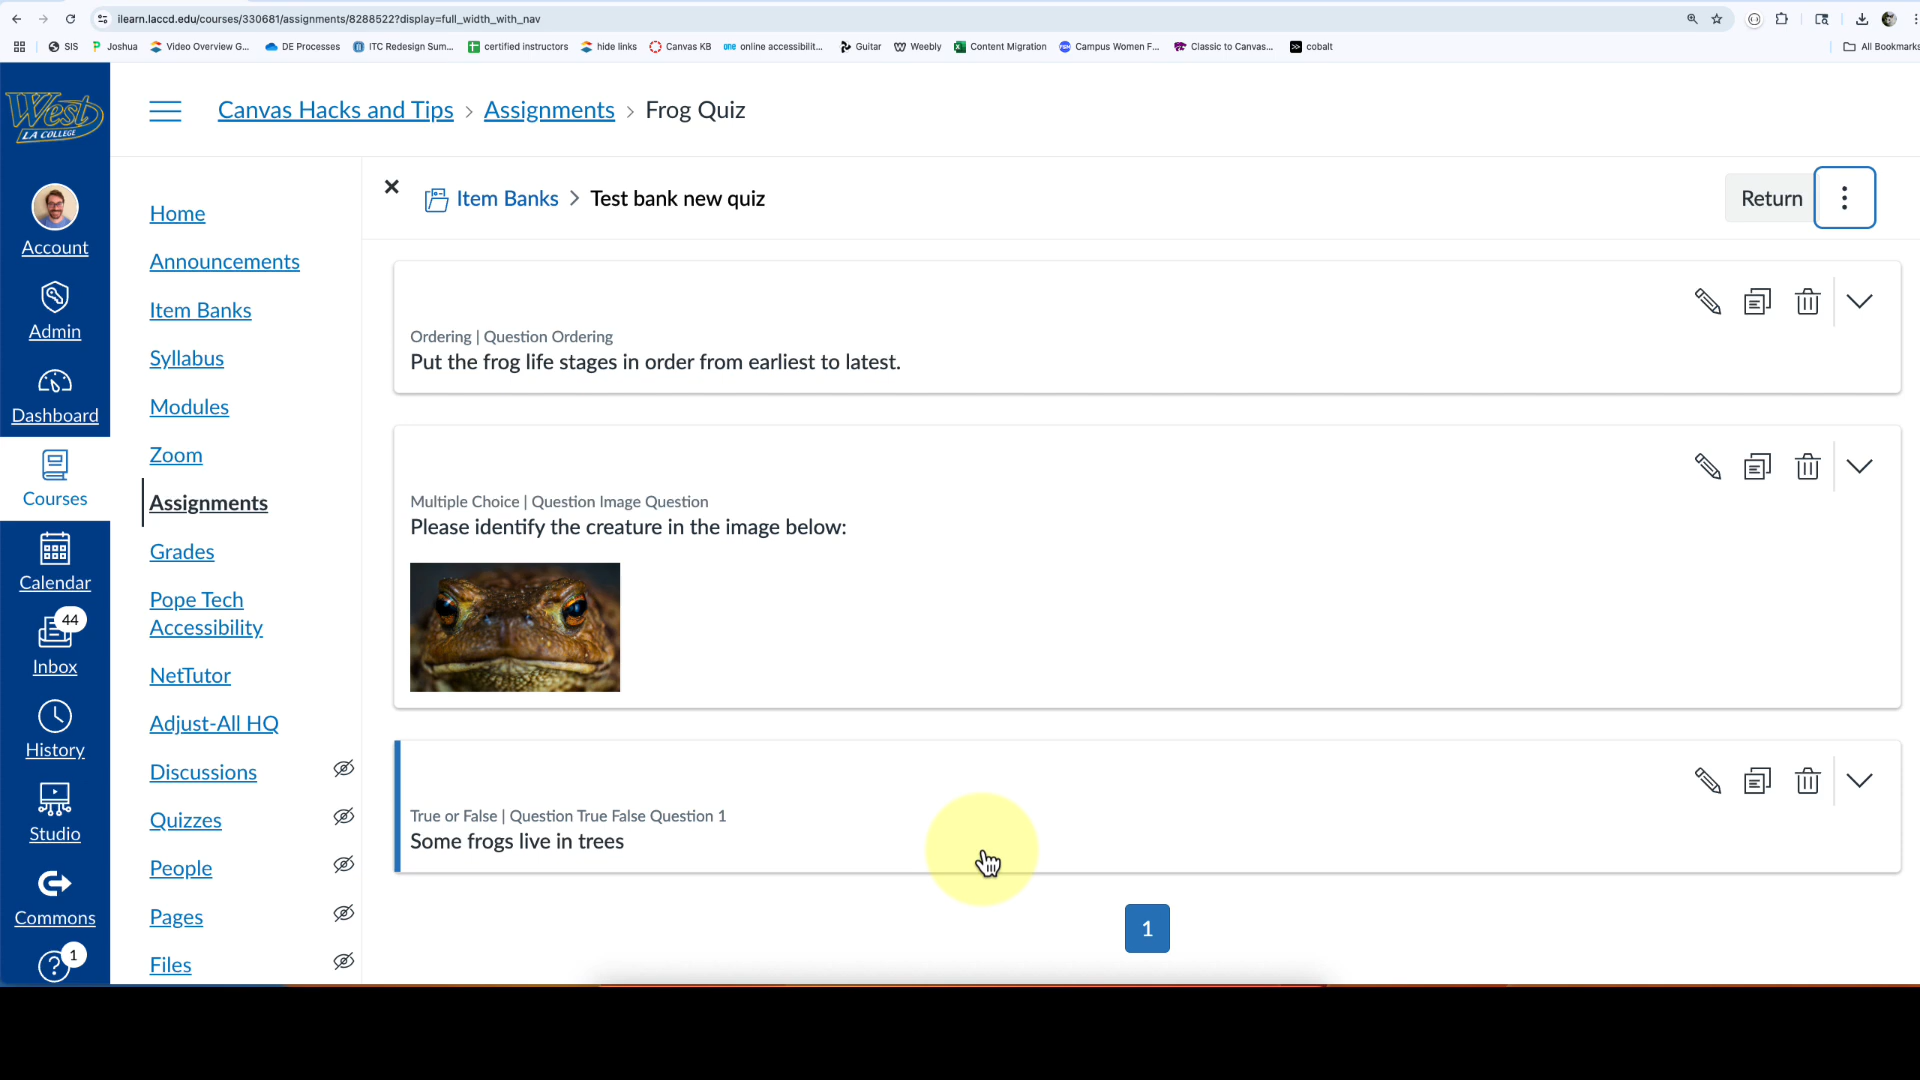 ilearn.laccd.edu/courses/330681/assignments/8288522?display=full_width_with_nav
SIS
Joshua
Video Overview G...
DE Processes
ITC Redesign Sum...
certified instructors
hide links
Canvas KB
one online accessibilit...
Guitar
Weebly
Content Migration
Campus Women F...
Classic to Canvas...
cobalt
All Bookmarks
West
LA COLLEGE
Canvas Hacks and Tips > Assignments > Frog Quiz
Item Banks > Test bank new quiz
Return
Account
Admin
Dashboard
Courses
Calendar
44
Inbox
History
Studio
Commons
1
Home
Announcements
Item Banks
Syllabus
Modules
Zoom
Assignments
Grades
Pope Tech
Accessibility
NetTutor
Adjust-All HQ
Discussions
Quizzes
People
Pages
Files
Ordering | Question Ordering
Put the frog life stages in order from earliest to latest.
Multiple Choice | Question Image Question
Please identify the creature in the image below:
True or False | Question True False Question 1
Some frogs live in trees
1